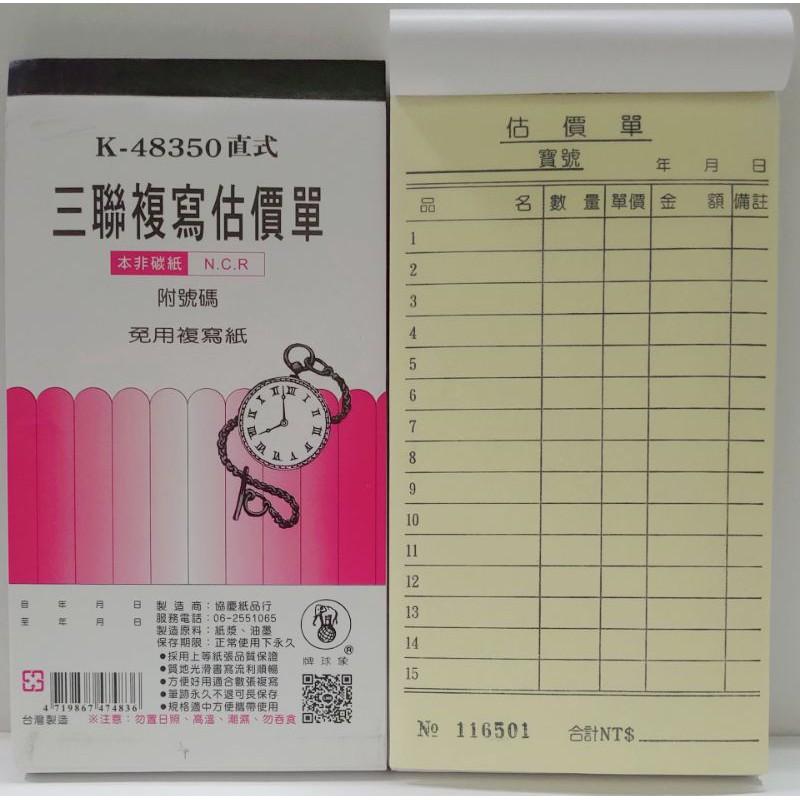 K-48350直式
三聯複寫估價單
本非碳紙 N.C.R
附號碼
免用複寫紙
自 年 月 日
至 年 月 日
製造商：協慶紙品行
服務電話：06-2551065
製造原料：紙漿、油墨
保存期限：正常使用下永久
●採用上等紙張品質保證
●質地光滑書寫流利順暢
●方便好用適合數張複寫
●筆跡永久不退可長保存
●規格適中方便攜帶使用
®
牌球象
4 719867 474836
台灣製造 ※注意：勿置日照、高溫、潮濕、勿吞食
估價單
寶號 年 月 日
品名 數量 單價 金額 備註
1
2
3
4
5
6
7
8
9
10
11
12
13
14
15
№ 116501 合計NT$